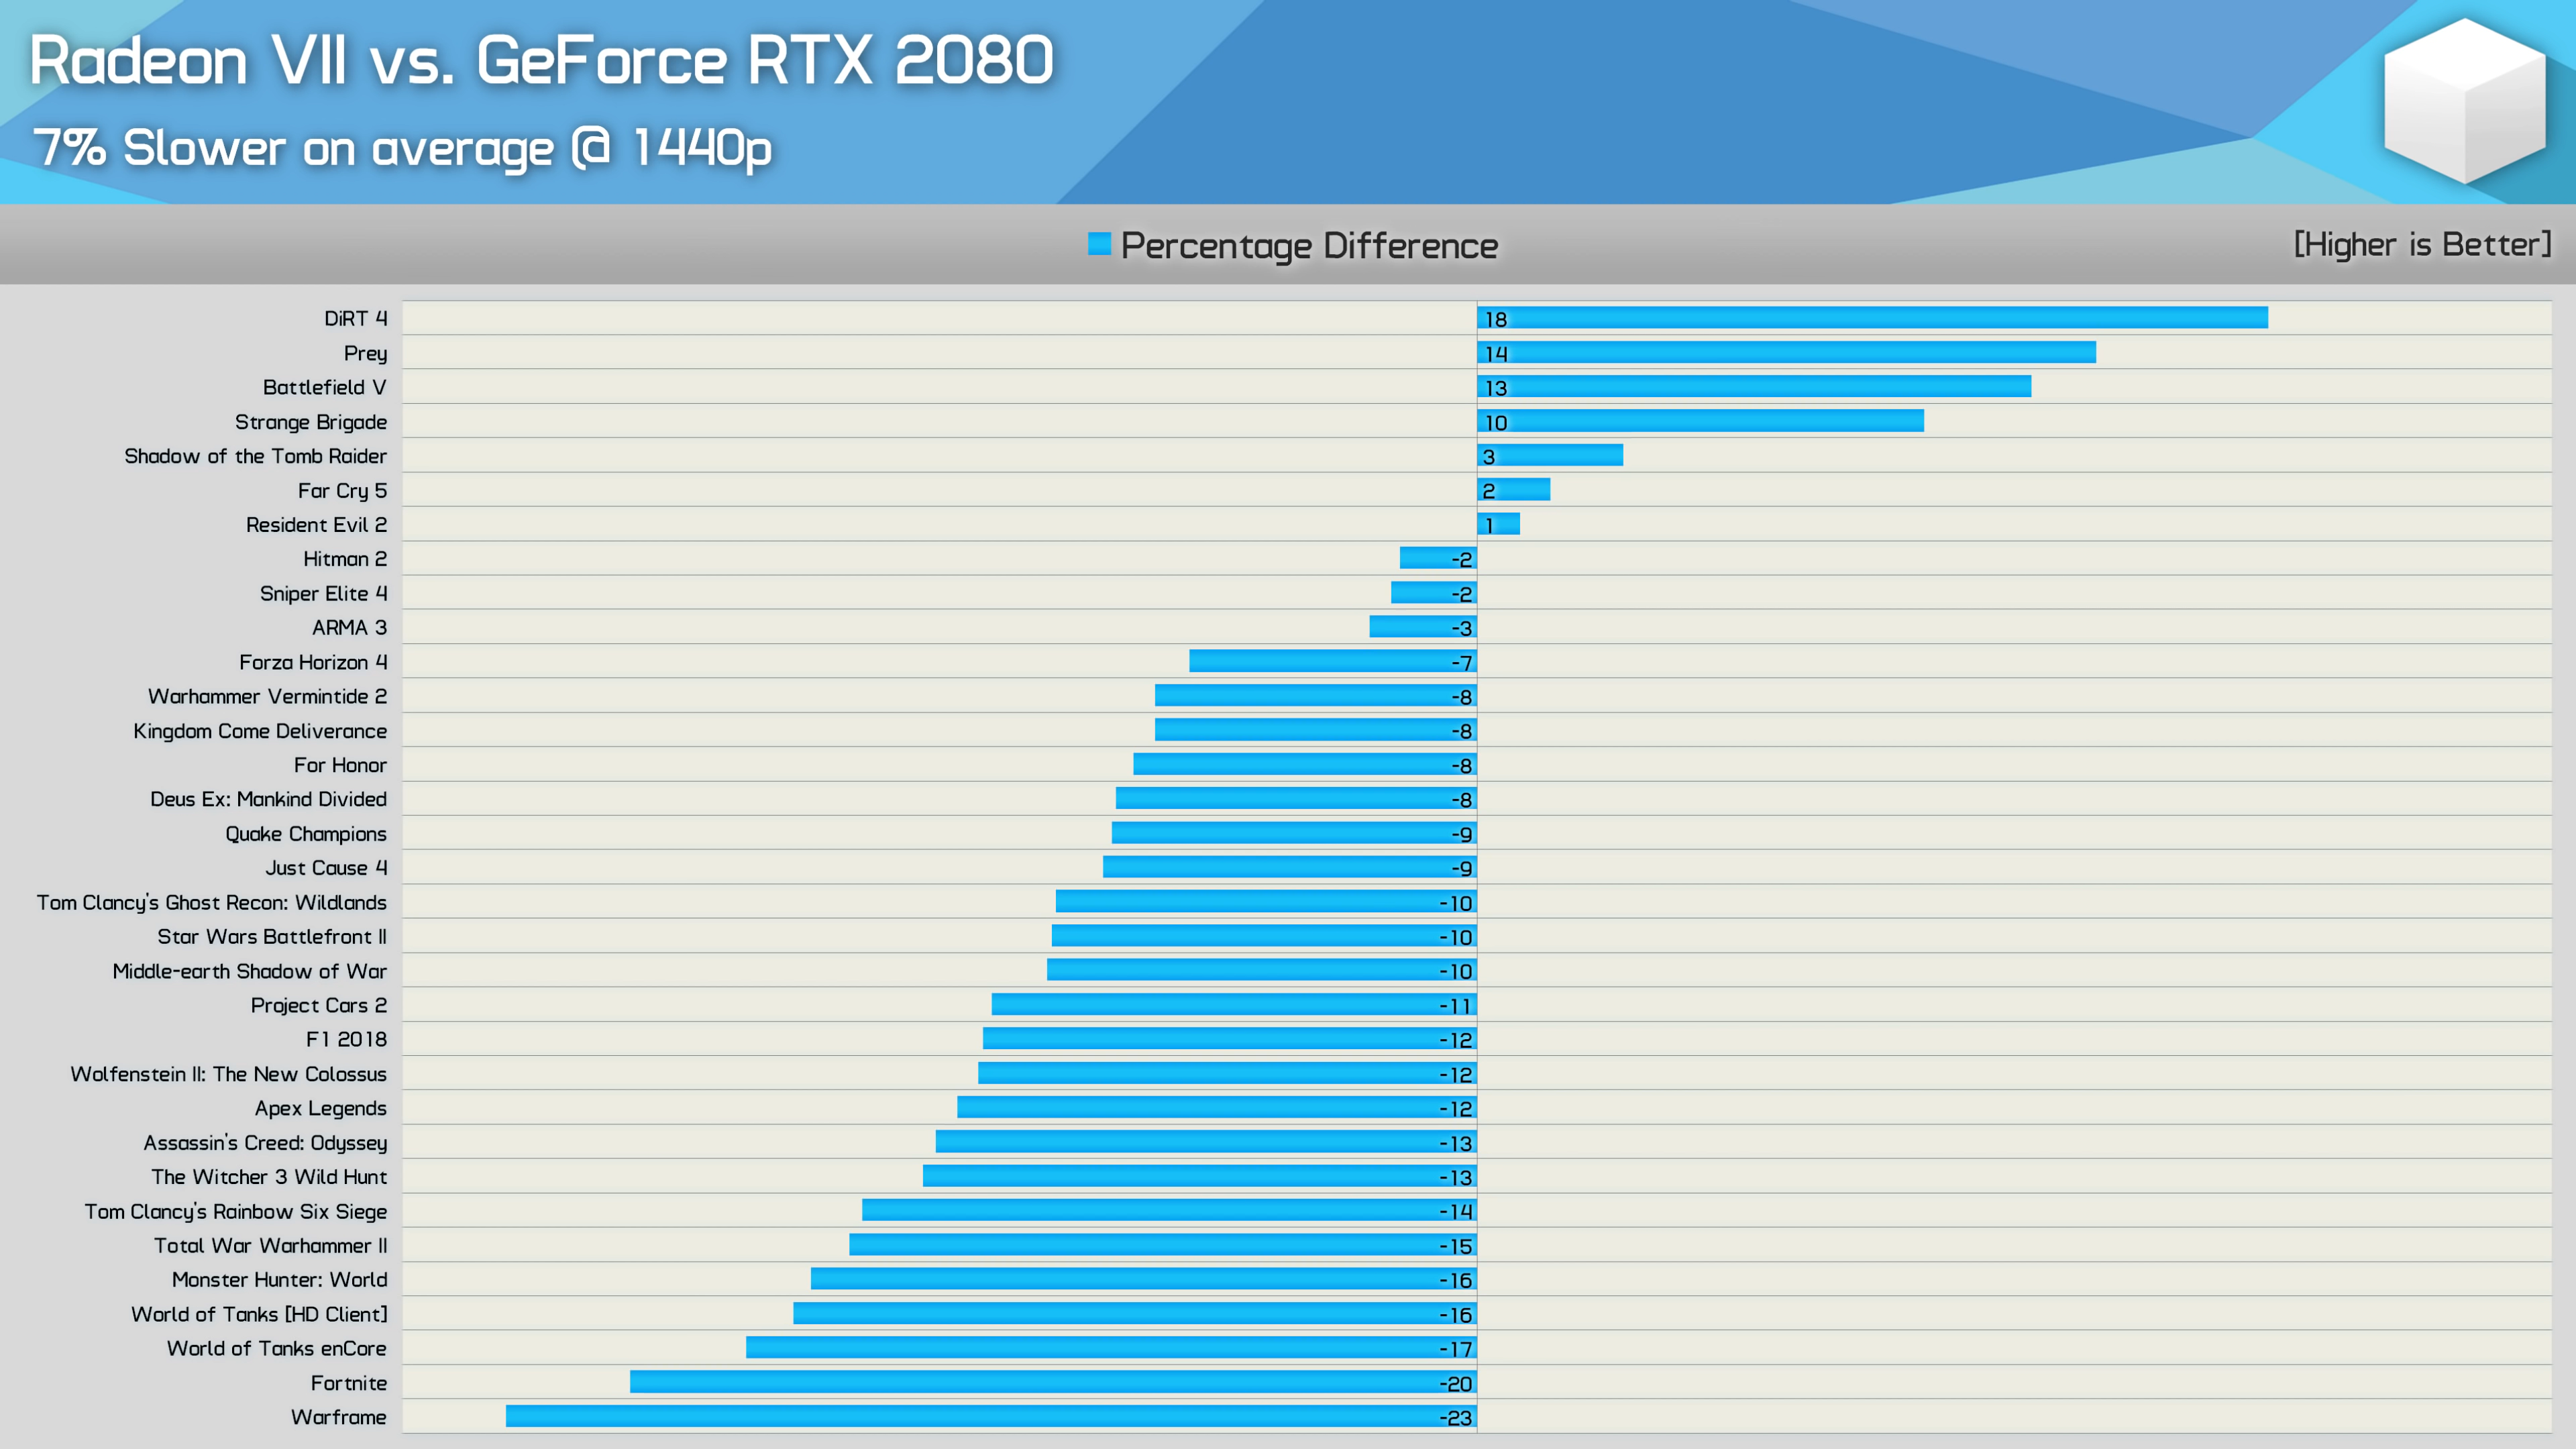 Radeon VII vs. GeForce RTX 2080
7% Slower on average @ 1440p
Percentage Difference
[Higher is Better]
DiRT 4 18
Prey 14
Battlefield V 13
Strange Brigade 10
Shadow of the Tomb Raider 3
Far Cry 5 2
Resident Evil 2 1
Hitman 2 -2
Sniper Elite 4 -2
ARMA 3 -3
Forza Horizon 4 -7
Warhammer Vermintide 2 -8
Kingdom Come Deliverance -8
For Honor -8
Deus Ex: Mankind Divided -8
Quake Champions -9
Just Cause 4 -9
Tom Clancy's Ghost Recon: Wildlands -10
Star Wars Battlefront II -10
Middle-earth Shadow of War -10
Project Cars 2 -11
F1 2018 -12
Wolfenstein II: The New Colossus -12
Apex Legends -12
Assassin's Creed: Odyssey -13
The Witcher 3 Wild Hunt -13
Tom Clancy's Rainbow Six Siege -14
Total War Warhammer II -15
Monster Hunter: World -16
World of Tanks [HD Client] -16
World of Tanks enCore -17
Fortnite -20
Warframe -23